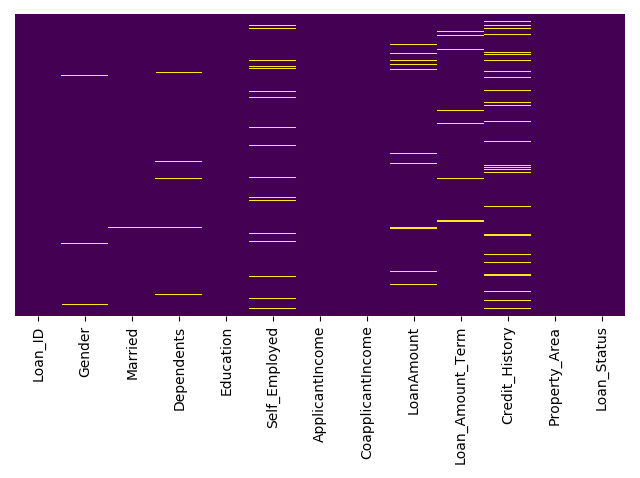 Loan_ID
Gender
Married
Dependents
Education
Self_Employed
ApplicantIncome
CoapplicantIncome
LoanAmount
Loan_Amount_Term
Credit_History
Property_Area
Loan_Status